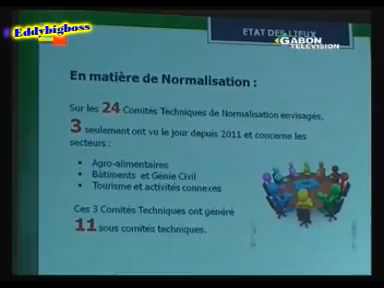 Eddybigboss
ETAT DES LIEUX
GABON
TELEVISION
En matière de Normalisation :
Sur les 24 Comités Techniques de Normalisation envisagés,
3 seulement ont vu le jour depuis 2011 et concerne les
secteurs :
• Agro-alimentaires
• Bâtiments et Génie Civil
• Tourisme et activités connexes
Ces 3 Comités Techniques ont généré
11 sous comités techniques.